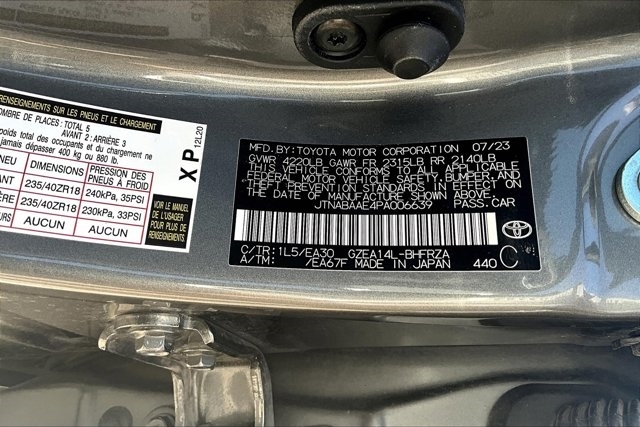 RENSEIGNEMENTS SUR LES PNEUS ET LE CHARGEMENT
NOMBRE DE PLACES: TOTAL 5
AVANT 2: ARRIÈRE 3
poids total des occupants et du chargement ne
jamais dépasser 400 kg ou 880 lb.
PNEU DIMENSIONS PRESSION DES PNEUS À FROID
235/40ZR18 240kPa, 35PSI
235/40ZR18 230kPa, 33PSI
AUCUN AUCUN
VOIR LE MANUEL
DE L'USAGER
POUR PLUS DE
RENSEIGNEMENTS
XP
12L20
MFD.BY:TOYOTA MOTOR CORPORATION 07/23
GVWR 4220LB GAWR FR 2315LB RR 2140LB
THIS VEHICLE CONFORMS TO ALL APPLICABLE
FEDERAL MOTOR VEHICLE SAFETY, BUMPER, AND
THEFT PREVENTION STANDARDS IN EFFECT ON
THE DATE OF MANUFACTURE SHOWN ABOVE.
JTNABAAE4PA006639 PASS.CAR
C/TR:1L5/EA30 GZEA14L-BHFRZA
A/TM: /EA67F MADE IN JAPAN 440 C
TOYOTA